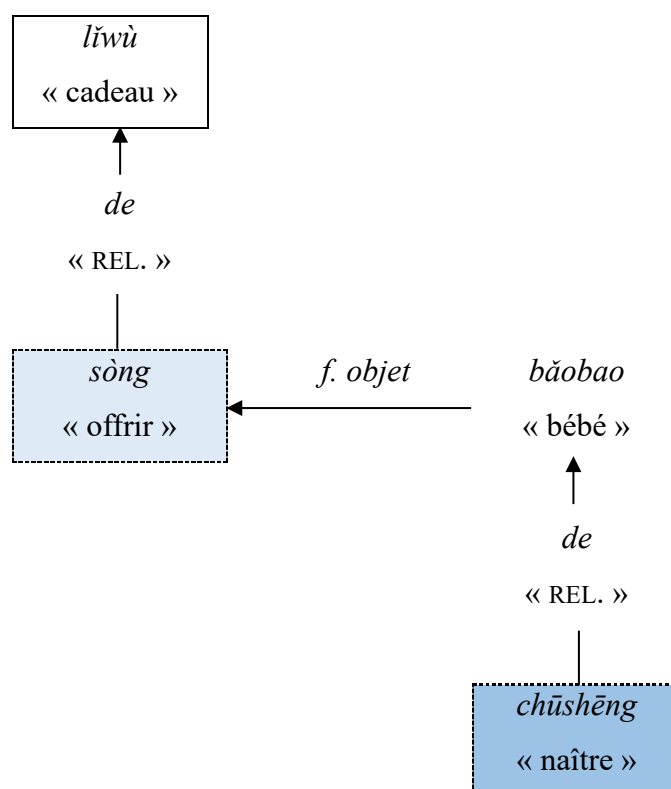 lǐwù
« cadeau »
de
« REL. »
sòng
« offrir »
f. objet
bǎobao
« bébé »
de
« REL. »
chūshēng
« naître »